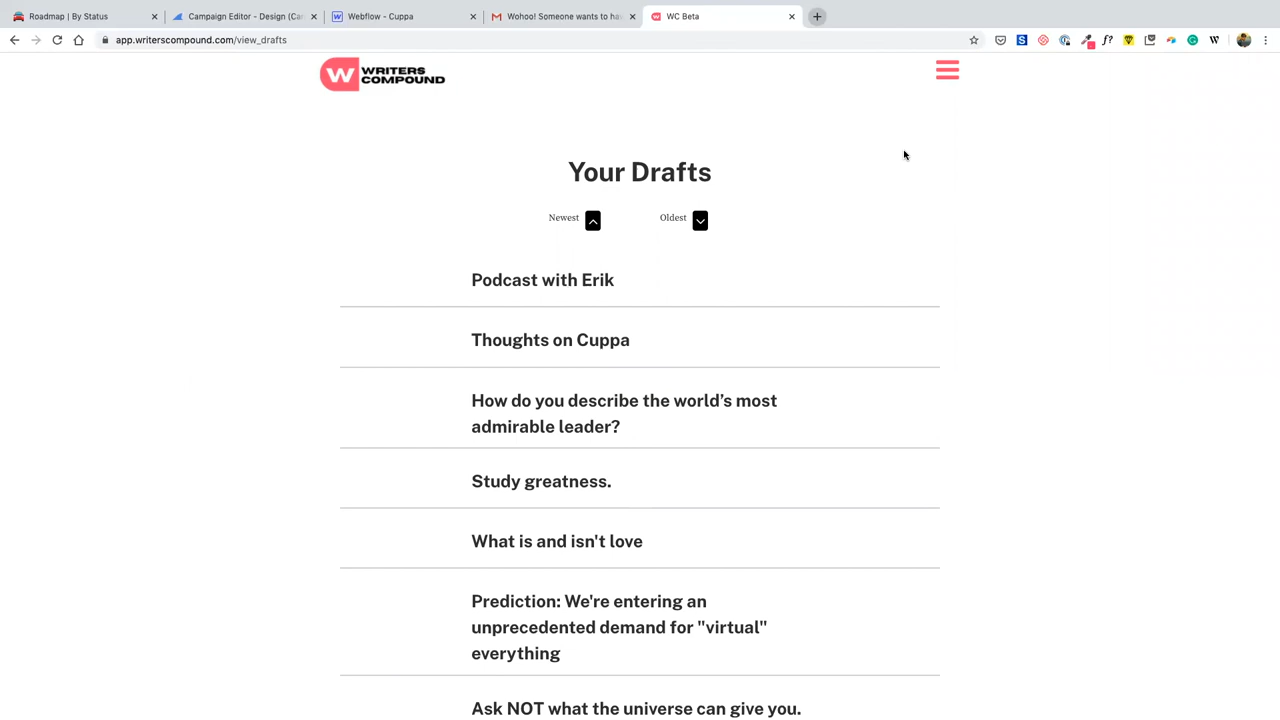 Roadmap | By Status
Campaign Editor - Design (Car
Webflow - Cuppa
Wohoo! Someone wants to ha
WC Beta
app.writerscompound.com/view_drafts
W WRITERS
COMPOUND
Your Drafts
Newest
Oldest
Podcast with Erik
Thoughts on Cuppa
How do you describe the world’s most
admirable leader?
Study greatness.
What is and isn't love
Prediction: We're entering an
unprecedented demand for "virtual"
everything
Ask NOT what the universe can give you.